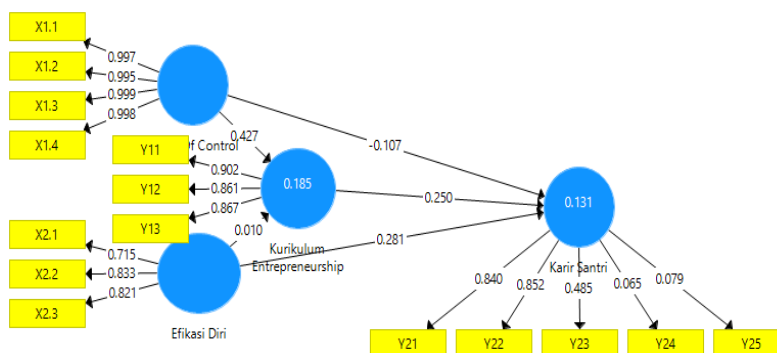 X1.1
X1.2
X1.3
X1.4
0.997
0.995
0.999
0.998
Control
0.427
-0.107
Y11
Y12
Y13
0.902
0.861
0.867
0.185
Kurikulum
Entrepreneurship
0.250
0.131
Karir Santri
X2.1
X2.2
X2.3
0.715
0.833
0.821
0.010
0.281
Efikasi Diri
0.840
0.852
0.485
0.065
0.079
Y21
Y22
Y23
Y24
Y25